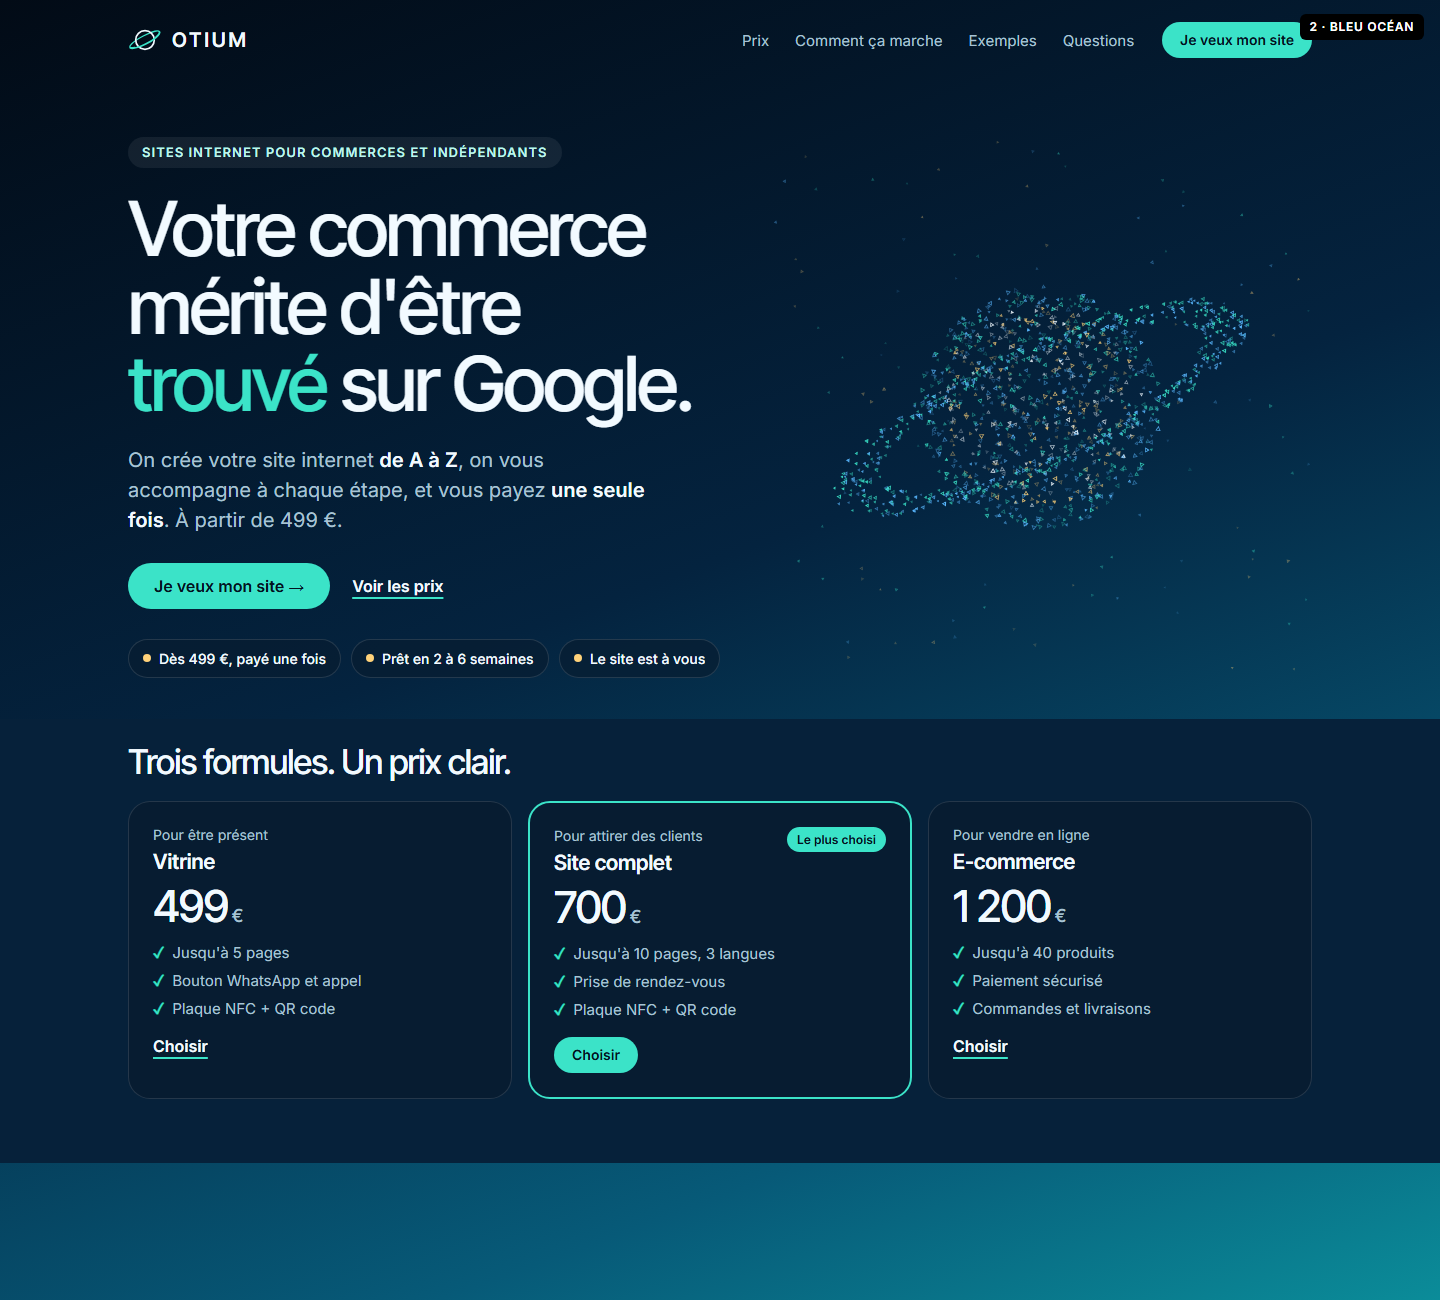 OTIUM
Prix
Comment ça marche
Exemples
Questions
Je veux mon site
2 · BLEU OCÉAN
SITES INTERNET POUR COMMERCES ET INDÉPENDANTS
Votre commerce
mérite d'être
trouvé sur Google.
On crée votre site internet de A à Z, on vous
accompagne à chaque étape, et vous payez une seule
fois. À partir de 499 €.
Je veux mon site →
Voir les prix
Dès 499 €, payé une fois
Prêt en 2 à 6 semaines
Le site est à vous
Trois formules. Un prix clair.
Pour être présent
Vitrine
499 €
✓ Jusqu'à 5 pages
✓ Bouton WhatsApp et appel
✓ Plaque NFC + QR code
Choisir
Pour attirer des clients
Le plus choisi
Site complet
700 €
✓ Jusqu'à 10 pages, 3 langues
✓ Prise de rendez-vous
✓ Plaque NFC + QR code
Choisir
Pour vendre en ligne
E-commerce
1 200 €
✓ Jusqu'à 40 produits
✓ Paiement sécurisé
✓ Commandes et livraisons
Choisir